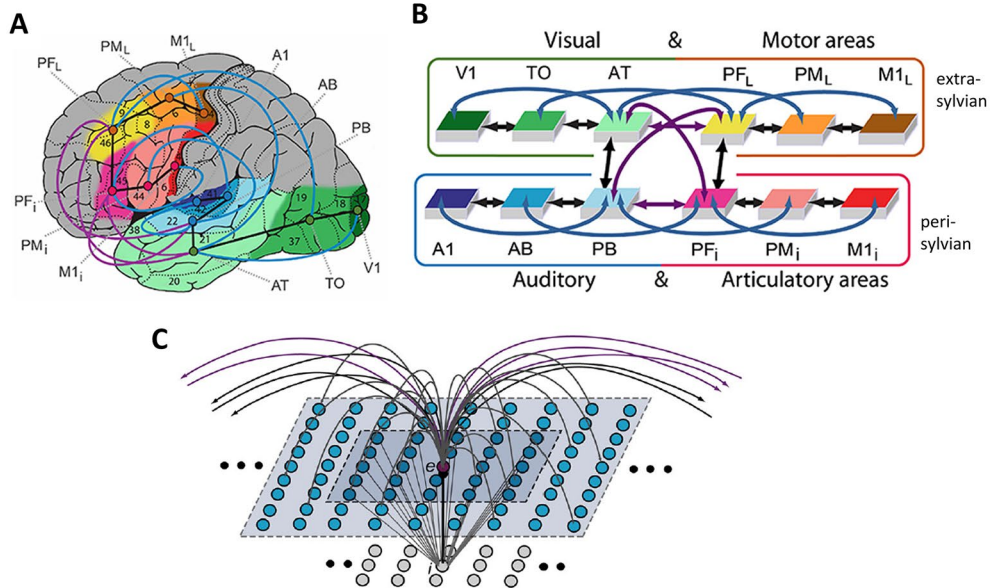 A
PM_L
M1_L
A1
PF_L
AB
PB
9
8
6
46
45
44
6
41
42
22
38
21
20
37
19
18
PF_i
PM_i
M1_i
AT
TO
V1
B
Visual & Motor areas
V1 TO AT PF_L PM_L M1_L
extra-
sylvian
peri-
sylvian
A1 AB PB PF_i PM_i M1_i
Auditory & Articulatory areas
C
e